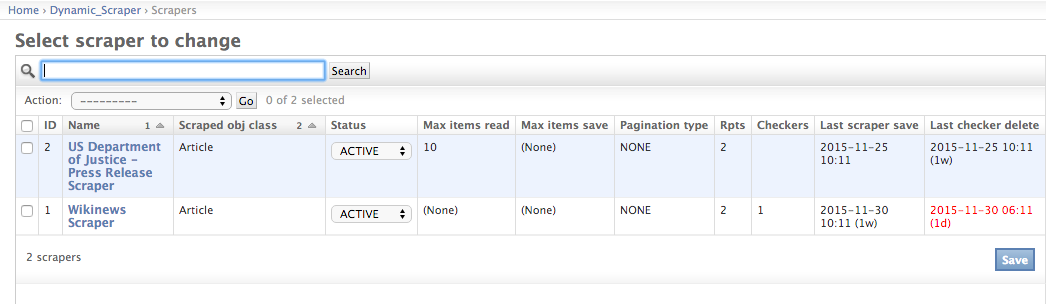 Home › Dynamic_Scraper › Scrapers
Select scraper to change
Search
Action: --------- Go 0 of 2 selected
ID Name 1 Scraped obj class 2 Status Max items read Max items save Pagination type Rpts Checkers Last scraper save Last checker delete
2 US Department of Justice – Press Release Scraper Article ACTIVE 10 (None) NONE 2 2015-11-25 10:11 2015-11-25 10:11 (1w)
1 Wikinews Scraper Article ACTIVE (None) (None) NONE 2 1 2015-11-30 10:11 (1w) 2015-11-30 06:11 (1d)
2 scrapers
Save